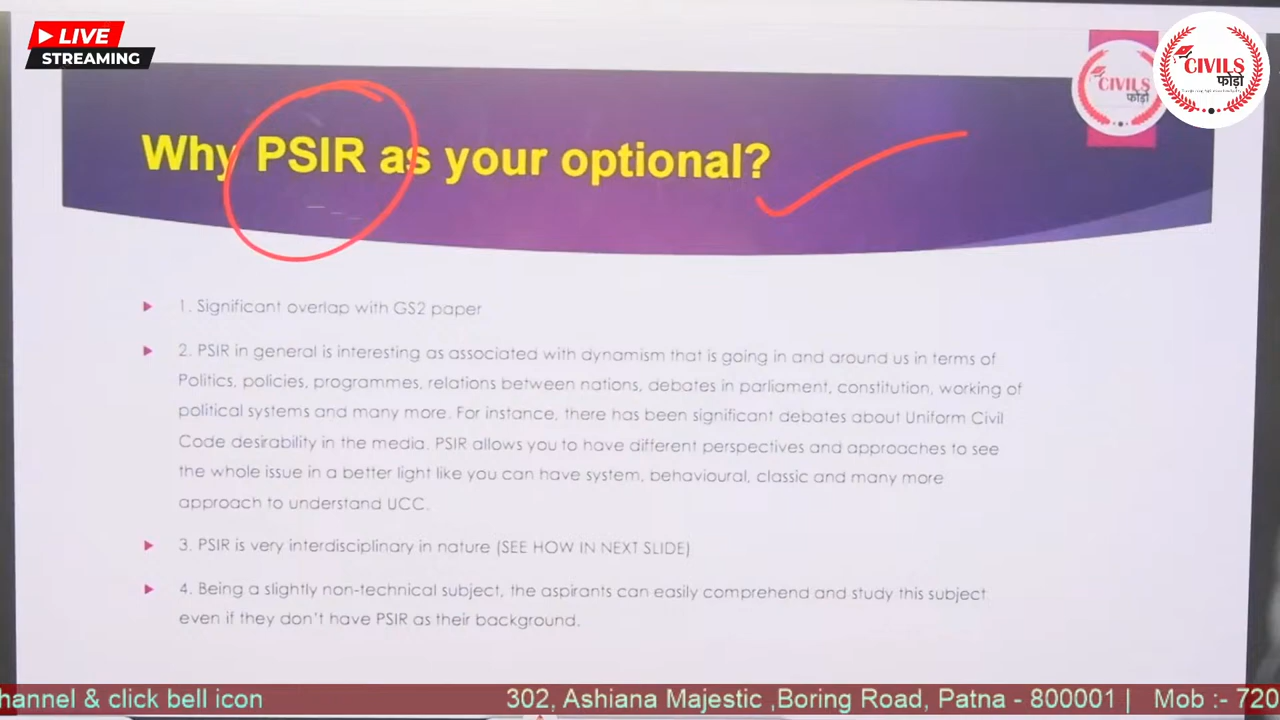 LIVE
STREAMING
CIVILS
फोड़ो
CIVILS
फोड़ो
Why PSIR as your optional?
1. Significant overlap with GS2 paper
2. PSIR in general is interesting as associated with dynamism that is going in and around us in terms of
Politics, policies, programmes, relations between nations, debates in parliament, constitution, working of
political systems and many more. For instance, there has been significant debates about Uniform Civil
Code desirability in the media. PSIR allows you to have different perspectives and approaches to see
the whole issue in a better light like you can have system, behavioural, classic and many more
approach to understand UCC.
3. PSIR is very interdisciplinary in nature (SEE HOW IN NEXT SLIDE)
4. Being a slightly non-technical subject, the aspirants can easily comprehend and study this subject
even if they don't have PSIR as their background.
hannel & click bell icon 302, Ashiana Majestic ,Boring Road, Patna - 800001 | Mob :- 720